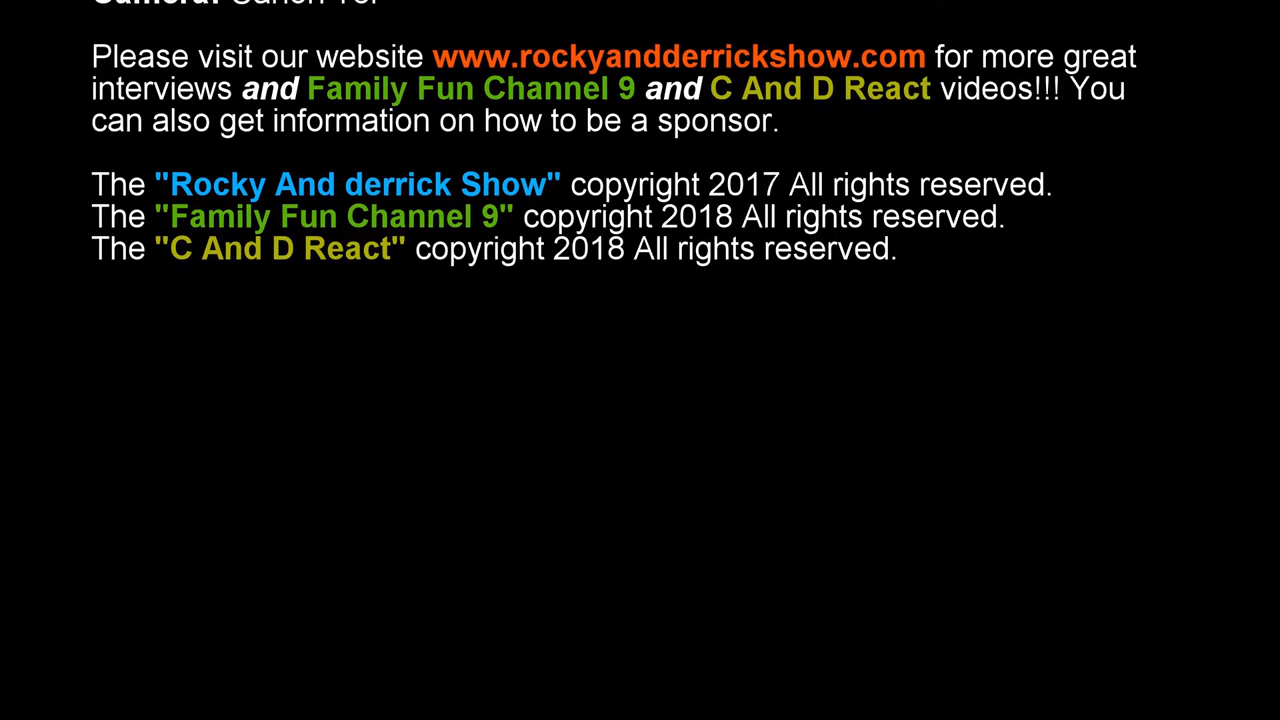 Please visit our website www.rockyandderrickshow.com for more great
interviews and Family Fun Channel 9 and C And D React videos!!! You
can also get information on how to be a sponsor.
The "Rocky And derrick Show" copyright 2017 All rights reserved.
The "Family Fun Channel 9" copyright 2018 All rights reserved.
The "C And D React" copyright 2018 All rights reserved.